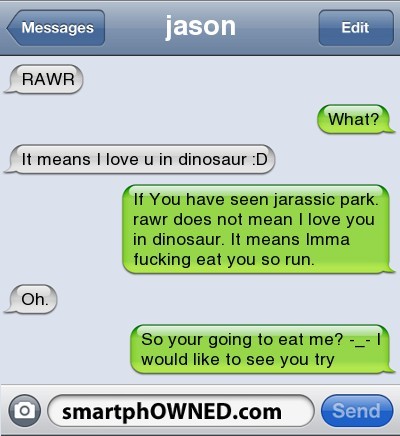 Messages
jason
Edit
RAWR
What?
It means I love u in dinosaur :D
If You have seen jarassic park.
rawr does not mean I love you
in dinosaur. It means Imma
fucking eat you so run.
Oh.
So your going to eat me? -_- I
would like to see you try
smartphOWNED.com
Send